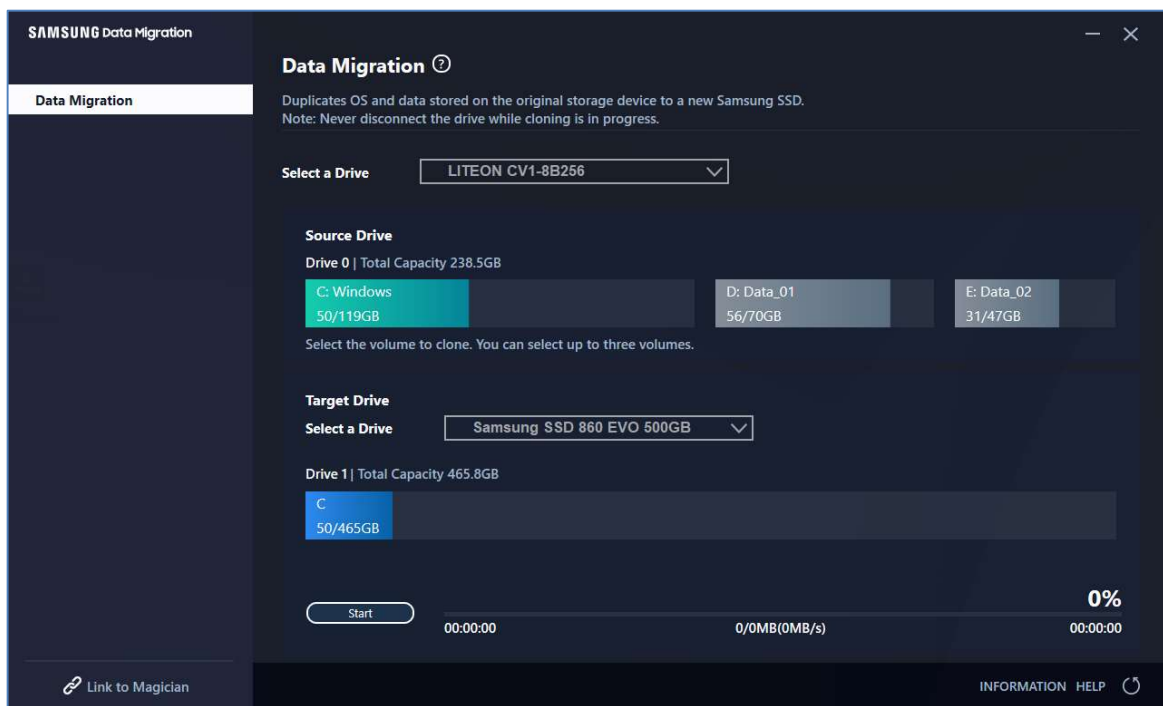 SAMSUNG Data Migration
Data Migration
Data Migration ?
Duplicates OS and data stored on the original storage device to a new Samsung SSD.
Note: Never disconnect the drive while cloning is in progress.
Select a Drive LITEON CV1-8B256
Source Drive
Drive 0 | Total Capacity 238.5GB
C: Windows D: Data_01 E: Data_02
50/119GB 56/70GB 31/47GB
Select the volume to clone. You can select up to three volumes.
Target Drive
Select a Drive Samsung SSD 860 EVO 500GB
Drive 1 | Total Capacity 465.8GB
C
50/465GB
0%
Start
00:00:00 0/0MB(0MB/s) 00:00:00
Link to Magician INFORMATION HELP